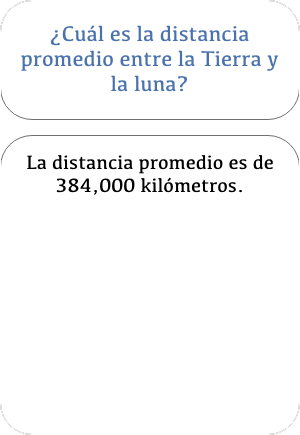 ¿Cuál es la distancia
promedio entre la Tierra y
la luna?
La distancia promedio es de
384,000 kilómetros.